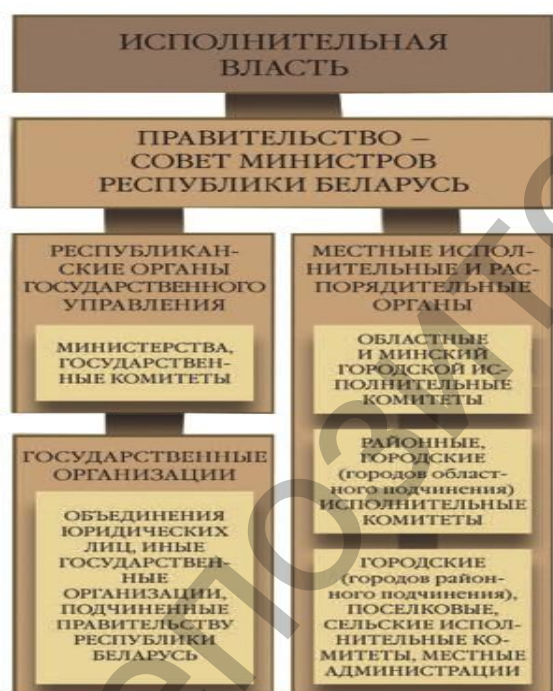 ИСПОЛНИТЕЛЬНАЯ
ВЛАСТЬ
ПРАВИТЕЛЬСТВО –
СОВЕТ МИНИСТРОВ
РЕСПУБЛИКИ БЕЛАРУСЬ
РЕСПУБЛИКАН-
СКИЕ ОРГАНЫ
ГОСУДАРСТВЕННОГО
УПРАВЛЕНИЯ
МИНИСТЕРСТВА,
ГОСУДАРСТВЕН-
НЫЕ КОМИТЕТЫ
ГОСУДАРСТВЕННЫЕ
ОРГАНИЗАЦИИ
ОБЪЕДИНЕНИЯ
ЮРИДИЧЕСКИХ
ЛИЦ, ИНЫЕ
ГОСУДАРСТВЕН-
НЫЕ
ОРГАНИЗАЦИИ,
ПОДЧИНЕННЫЕ
ПРАВИТЕЛЬСТВУ
РЕСПУБЛИКИ
БЕЛАРУСЬ
МЕСТНЫЕ ИСПОЛ-
НИТЕЛЬНЫЕ И РАС-
ПОРЯДИТЕЛЬНЫЕ
ОРГАНЫ
ОБЛАСТНЫЕ
И МИНСКИЙ
ГОРОДСКОЙ ИС-
ПОЛНИТЕЛЬНЫЕ
КОМИТЕТЫ
РАЙОННЫЕ,
ГОРОДСКИЕ
(городов област-
ного подчинения)
ИСПОЛНИТЕЛЬНЫЕ
КОМИТЕТЫ
ГОРОДСКИЕ
(городов район-
ного подчинения),
ПОСЕЛКОВЫЕ,
СЕЛЬСКИЕ ИСПОЛ-
НИТЕЛЬНЫЕ КО-
МИТЕТЫ, МЕСТНЫЕ
АДМИНИСТРАЦИИ